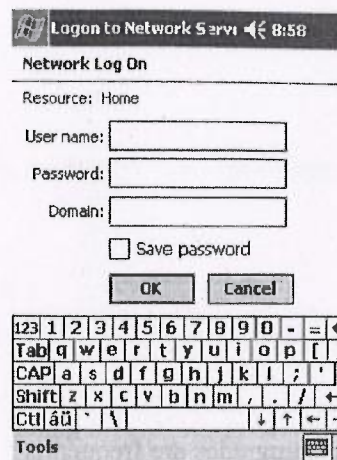 Logon to Network Serve 8:58
Network Log On
Resource: Home
User name:
Password:
Domain:
Save password
OK Cancel
123 1 2 3 4 5 6 7 8 9 0 - =
Tab q w e r t y u i o p [
CAP a s d f g h j k l ; '
Shift z x c v b n m , . /
Ctl áü ` \ ↓ ↑ ←
Tools